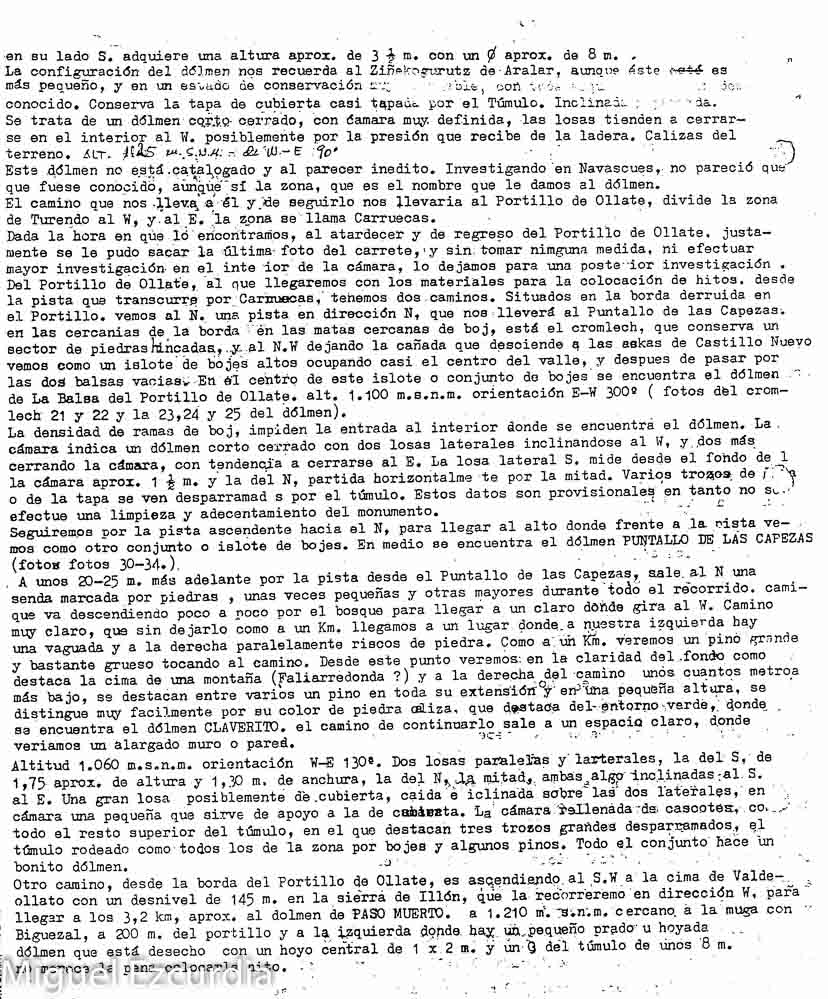 en su lado S. adquiere una altura aprox. de 3 ½ m. con un Ø aprox. de 8 m. .
La configuración del dólmen nos recuerda al Ziñekogurutz de Aralar, aunque éste está es
más pequeño, y en un estado de conservación
conocido. Conserva la tapa de cubierta casi tapada por el Túmulo. Inclinada
Se trata de un dólmen corto cerrado, con ćamara muy definida, las losas tienden a cerrar-
se en el interior al W. posiblemente por la presión que recibe de la ladera. Calizas del
terreno. ALT. 1125 m.S.N.M. - de W.-E 90º
Este dólmen no está catalogado y al parecer inedito. Investigando en Navascues, no pareció que
que fuese conocido, aunque sí la zona, que es el nombre que le damos al dólmen.
El camino que nos lleva a él y de seguirlo nos llevaria al Portillo de Ollate, divide la zona
de Turendo al W, y al E. la zona se llama Carruecas.
Dada la hora en que lo encontramos, al atardecer y de regreso del Portillo de Ollate. justa-
mente se le pudo sacar la última foto del carrete, y sin tomar nimguna medida, ni efectuar
mayor investigación en el inte ior de la cámara, lo dejamos para una poste ior investigación .
Del Portillo de Ollate, al que llegaremos con los materiales para la colocación de hitos. desde
la pista que transcurre por Carruecas, tenemos dos caminos. Situados en la borda derruida en
el Portillo. vemos al N. una pista en dirección N, que nos lleverá al Puntallo de las Capezas.
en las cercanias de la borda en las matas cercanas de boj, está el cromlech, que conserva un
sector de piedras hincadas, y al N.W dejando la cañada que desciende a las askas de Castillo Nuevo
vemos como un islote de bojes altos ocupando casi el centro del valle, y despues de pasar por
las dos balsas vacias. En el centro de este islote o conjunto de bojes se encuentra el dólmen
de La Balsa del Portillo de Ollate. alt. 1.100 m.s.n.m. orientación E-W 300º ( fotos del crom-
lech 21 y 22 y la 23,24 y 25 del dólmen).
La densidad de ramas de boj, impiden la entrada al interior donde se encuentra el dólmen. La
cámara indica un dólmen corto cerrado con dos losas laterales inclinandose al W, y dos más
cerrando la cámara, con tendencia a cerrarse al E. La losa lateral S. mide desde el fondo de l
la cámara aprox. 1 ½ m. y la del N, partida horizontalme te por la mitad. Varios trozos de
o de la tapa se ven desparramad s por el túmulo. Estos datos son provisionales en tanto no se
efectue una limpieza y adecentamiento del monumento.
Seguiremos por la pista ascendente hacia el N, para llegar al alto donde frente a la pista ve-
mos como otro conjunto o islote de bojes. En medio se encuentra el dólmen PUNTALLO DE LAS CAPEZAS
(fotos fotos 30-34.).
. A unos 20-25 m. más adelante por la pista desde el Puntallo de las Capezas, sale al N una
senda marcada por piedras , unas veces pequeñas y otras mayores durante todo el recorrido. cami-
que va descendiendo poco a poco por el bosque para llegar a un claro donde gira al W. Camino
muy claro, que sin dejarlo como a un Km. llegamos a un lugar donde a nuestra izquierda hay
una vaguada y a la derecha paralelamente riscos de piedra. Como a un Km. veremos un pino grande
y bastante grueso tocando al camino. Desde este punto veremos en la claridad del fondo como
destaca la cima de una montaña (Faliarredonda ?) y a la derecha del camino unos cuantos metros
más bajo, se destacan entre varios un pino en toda su extensión y en una pequeña altura, se
distingue muy facilmente por su color de piedra caliza, que destaca del entorno verde, donde
se encuentra el dólmen CLAVERITO. el camino de continuarlo sale a un espacio claro, donde
veriamos un alargado muro o pared.
Altitud 1.060 m.s.n.m. orientación W-E 130º. Dos losas paralelas y larterales, la del S, de
1,75 aprox. de altura y 1,30 m. de anchura, la del N, la mitad, ambas algo inclinadas al S.
al E. Una gran losa posiblemente de cubierta, caida e iclinada sobre las dos laterales, en
cámara una pequeña que sirve de apoyo a la de cubierta. La cámara rellenada de cascotes, co
todo el resto superior del túmulo, en el que destacan tres trozos grandes desparramados, el
túmulo rodeado como todos los de la zona por bojes y algunos pinos. Todo el conjunto hace un
bonito dólmen.
Otro camino, desde la borda del Portillo de Ollate, es ascendiendo al S.W a la cima de Valde-
ollato con un desnivel de 145 m. en la sierra de Illón, que la recorreremo en dirección W, para
llegar a los 3,2 km, aprox. al dolmen de PASO MUERTO. a 1.210 m. s.n.m. cercano a la muga con
Biguezal, a 200 m. del portillo y a la izquierda donde hay un pequeño prado u hoyada
dólmen que está desecho con un hoyo central de 1 x 2 m. y un Ø del túmulo de unos 8 m.
no merece la pena colocarle hito.
Miguel Ezcurdia